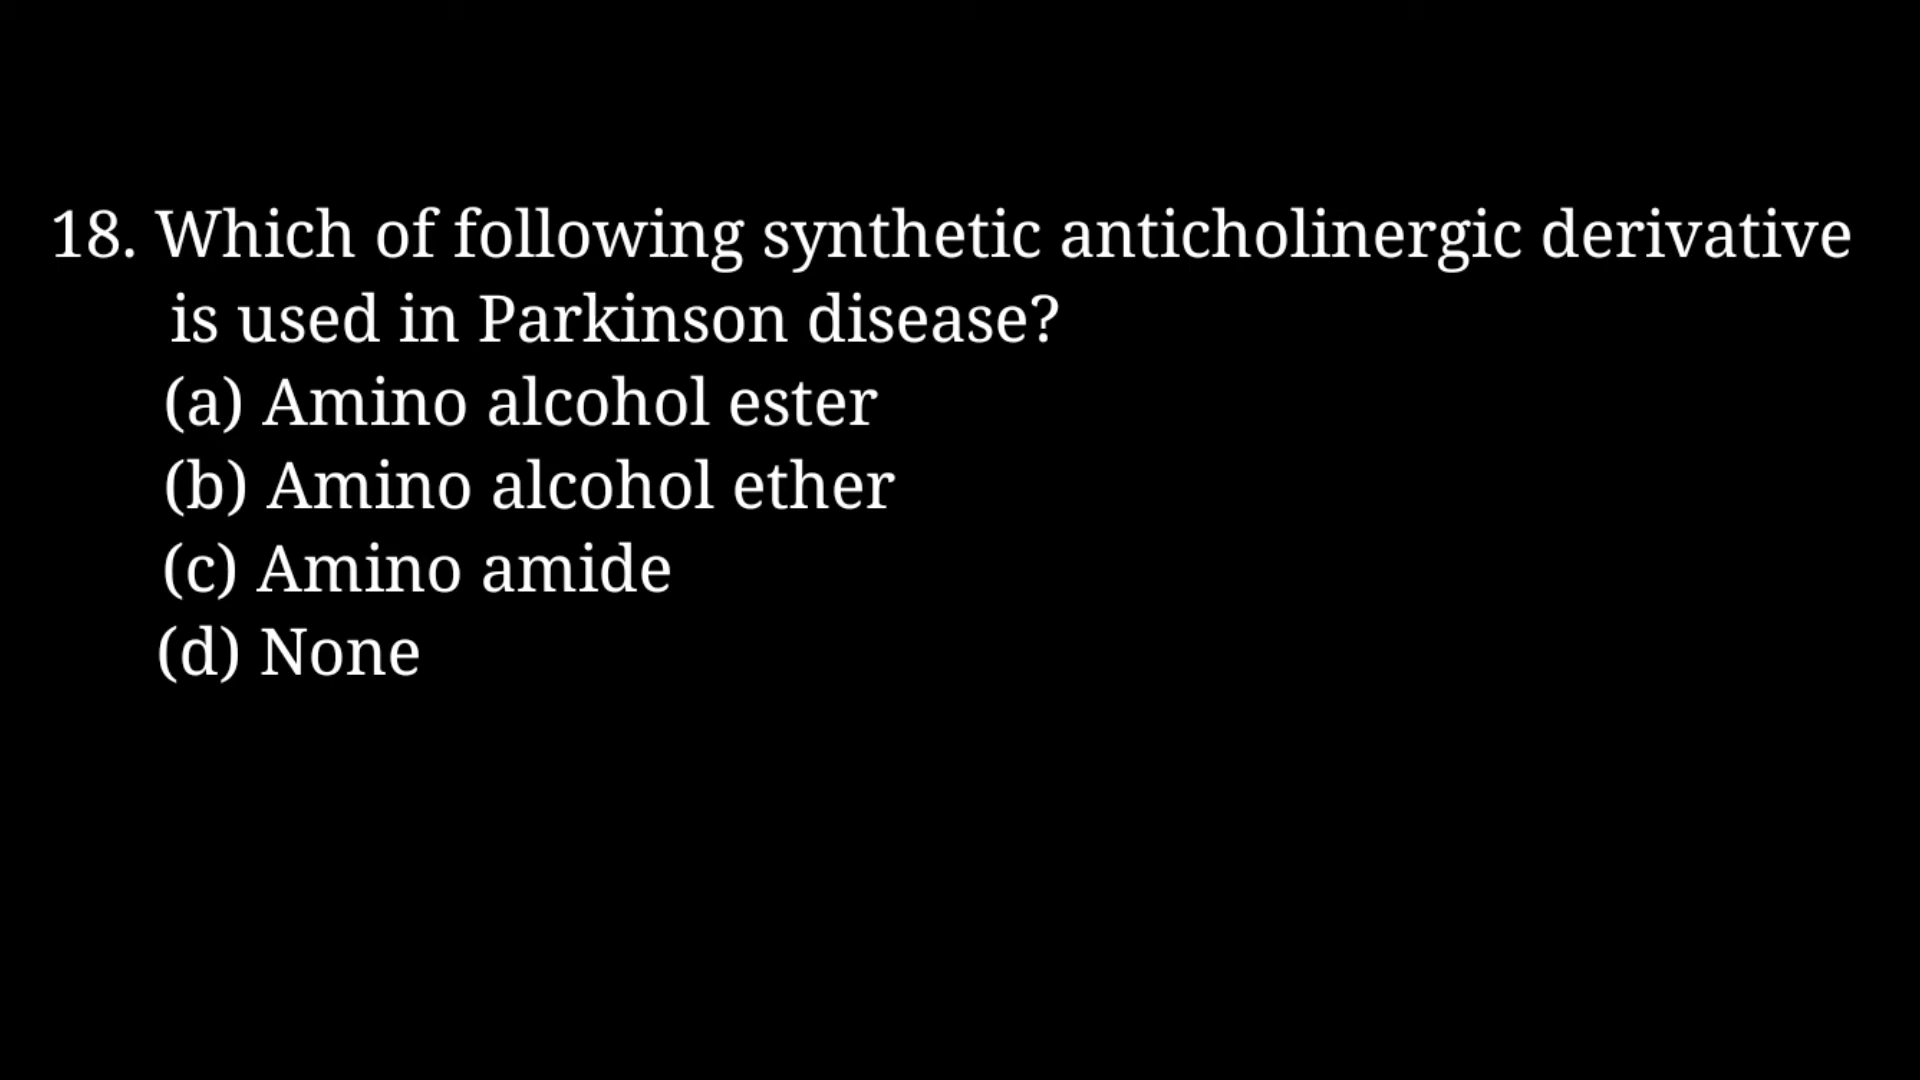 18. Which of following synthetic anticholinergic derivative
is used in Parkinson disease?
(a) Amino alcohol ester
(b) Amino alcohol ether
(c) Amino amide
(d) None